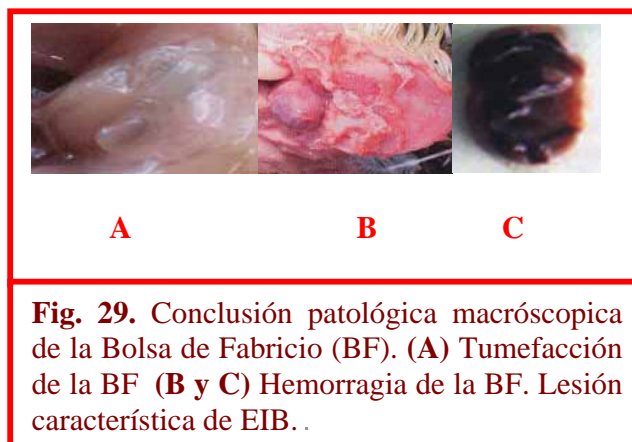 A B C
Fig. 29. Conclusión patológica macróscopica
de la Bolsa de Fabricio (BF). (A) Tumefacción
de la BF (B y C) Hemorragia de la BF. Lesión
característica de EIB. .